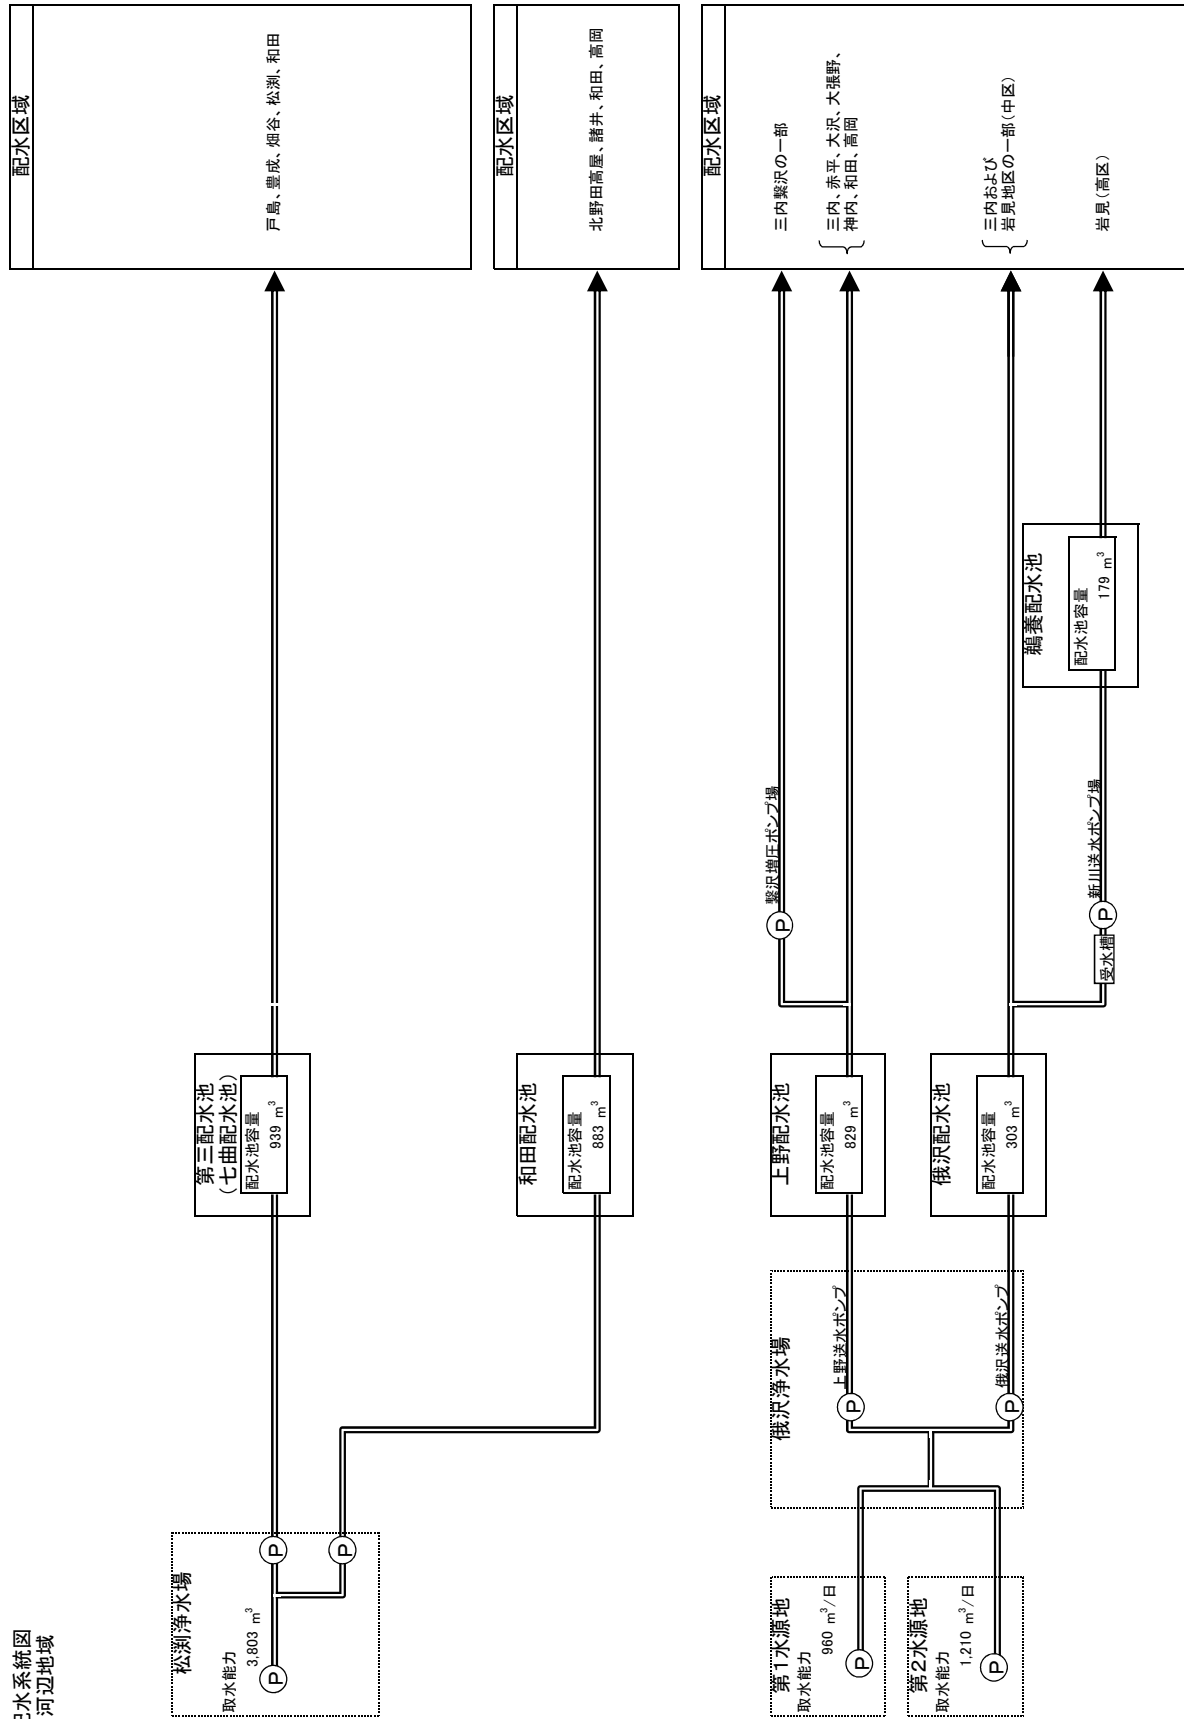 配水系統図
河辺地域
松渕浄水場
取水能力
3,803 m³
P
P
P
第三配水池
（七曲配水池）
配水池容量
939 m³
配水区域
戸島、豊成、畑谷、松渕、和田
和田配水池
配水池容量
883 m³
配水区域
北野田高屋、諸井、和田、高岡
第1水源地
取水能力
960 m³/日
P
第2水源地
取水能力
1,210 m³/日
P
俄沢浄水場
上野送水ポンプ
P
俄沢送水ポンプ
P
上野配水池
配水池容量
829 m³
俄沢配水池
配水池容量
303 m³
繋沢増圧ポンプ場
P
受水槽
P
新川送水ポンプ場
鵜養配水池
配水池容量
179 m³
配水区域
三内繋沢の一部
三内、赤平、大沢、大張野、
神内、和田、高岡
三内および
岩見地区の一部（中区）
岩見（高区）